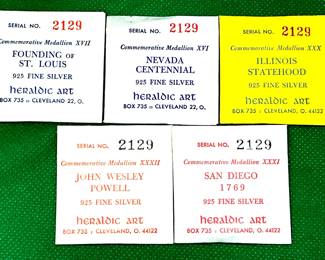 SERIAL NO. 2129
Commemorative Medallion XVII
FOUNDING OF
ST. LOUIS
925 FINE SILVER
heraldic art
BOX 735 :: CLEVELAND 22, O.
SERIAL NO. 2129
Commemorative Medallion XVI
NEVADA
CENTENNIAL
925 FINE SILVER
heraldic art
BOX 735 :: CLEVELAND 22, O.
SERIAL NO. 2129
Commemorative Medallion XXX
ILLINOIS
STATEHOOD
925 FINE SILVER
heraldic art
BOX 735 :: CLEVELAND, O. 44122
SERIAL NO. 2129
Commemorative Medallion XXXII
JOHN WESLEY
POWELL
925 FINE SILVER
heraldic art
BOX 735 :: CLEVELAND, O. 44122
SERIAL NO. 2129
Commemorative Medallion XXXI
SAN DIEGO
1769
925 FINE SILVER
heraldic art
BOX 735 :: CLEVELAND, O. 44122